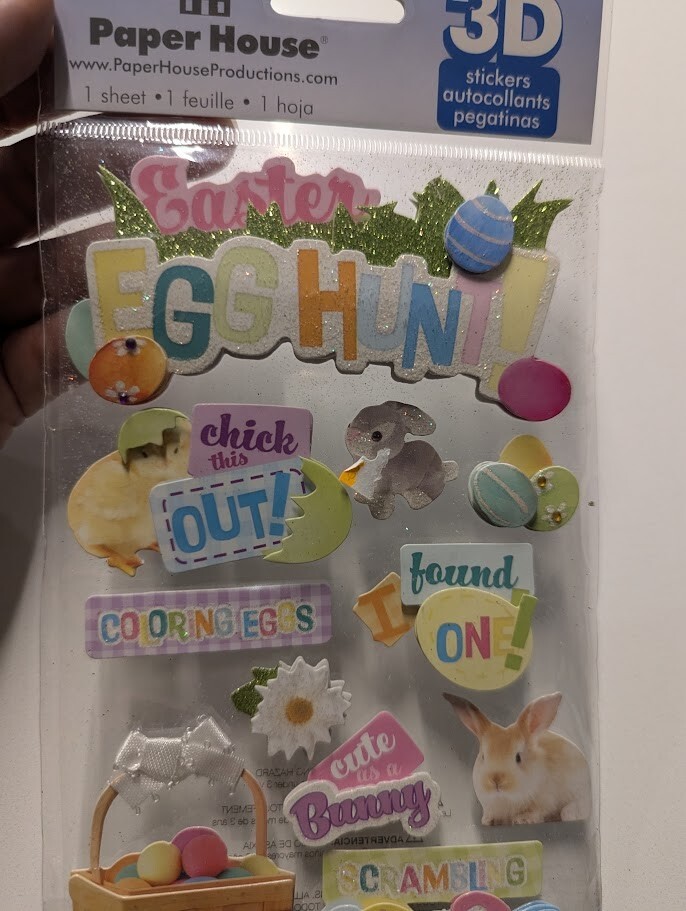 Paper House®
www.PaperHouseProductions.com
1 sheet • 1 feuille • 1 hoja
3D
stickers
autocollants
pegatinas
Easter
EGG HUNT!
chick
this
OUT!
I found
ONE!
COLORING EGGS
cute
as a
Bunny
SCRAMBLING
ADVERTENCIA